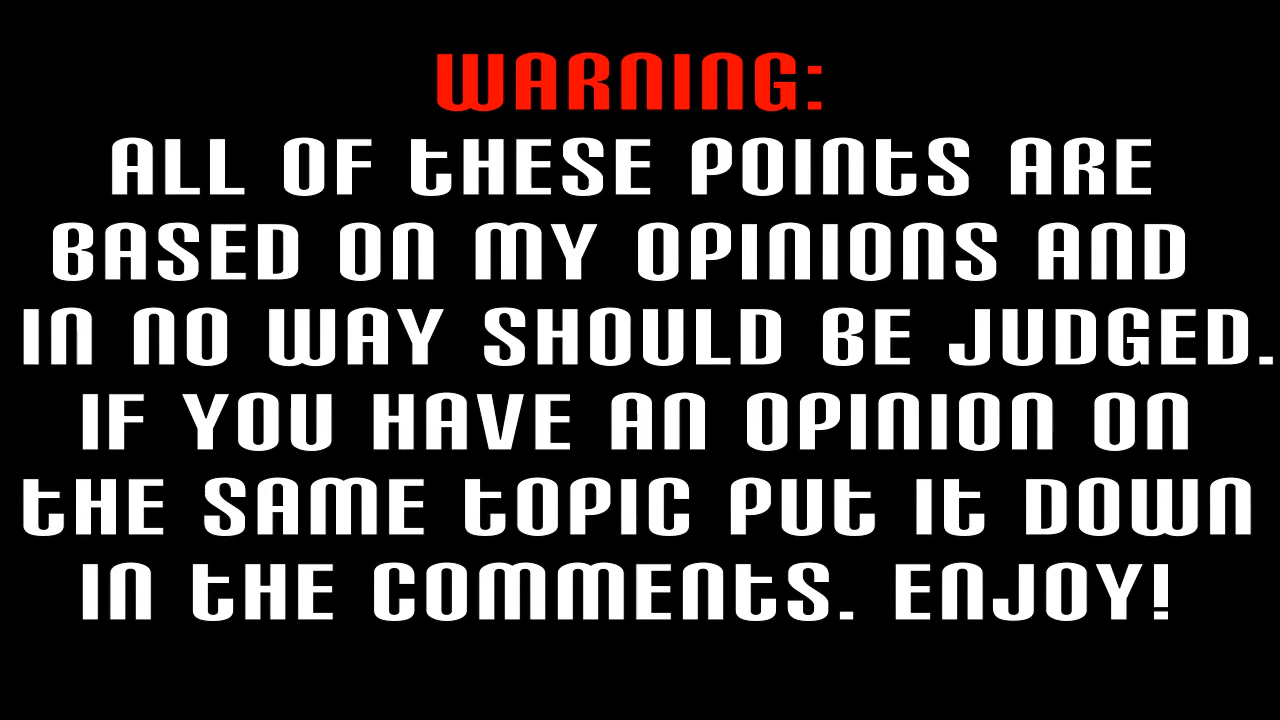 WARNING:
ALL OF THESE POINTS ARE
BASED ON MY OPINIONS AND
IN NO WAY SHOULD BE JUDGED.
IF YOU HAVE AN OPINION ON
THE SAME TOPIC PUT IT DOWN
IN THE COMMENTS. ENJOY!